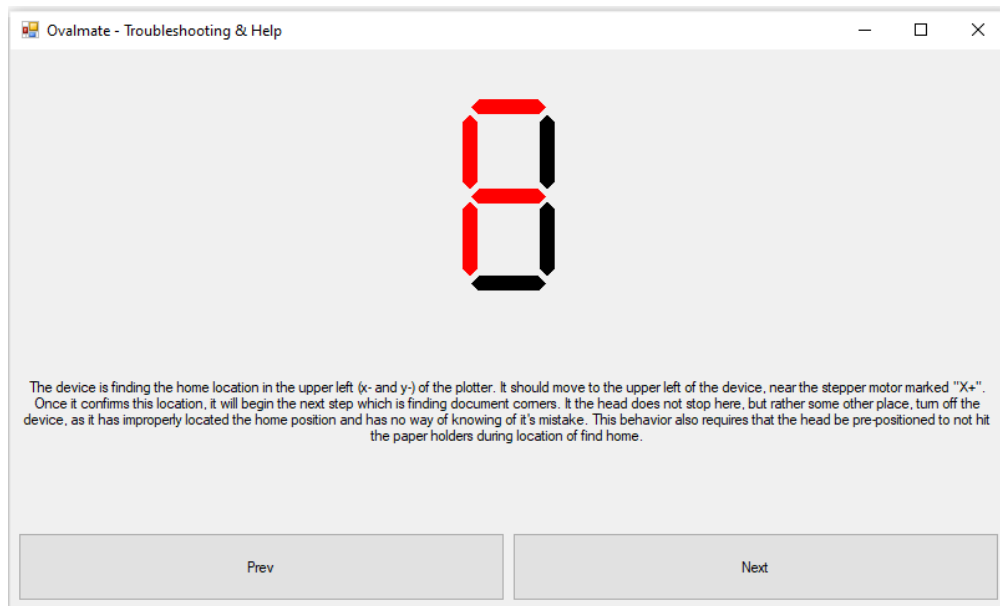 Ovalmate - Troubleshooting & Help
F
The device is finding the home location in the upper left (x- and y-) of the plotter. It should move to the upper left of the device, near the stepper motor marked "X+".
Once it confirms this location, it will begin the next step which is finding document corners. It the head does not stop here, but rather some other place, turn off the
device, as it has improperly located the home position and has no way of knowing of it's mistake. This behavior also requires that the head be pre-positioned to not hit
the paper holders during location of find home.
Prev
Next